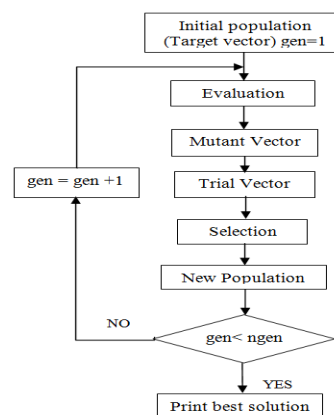 Initial population
(Target vector) gen=1
Evaluation
Mutant Vector
Trial Vector
gen = gen +1
Selection
New Population
NO
gen< ngen
YES
Print best solution